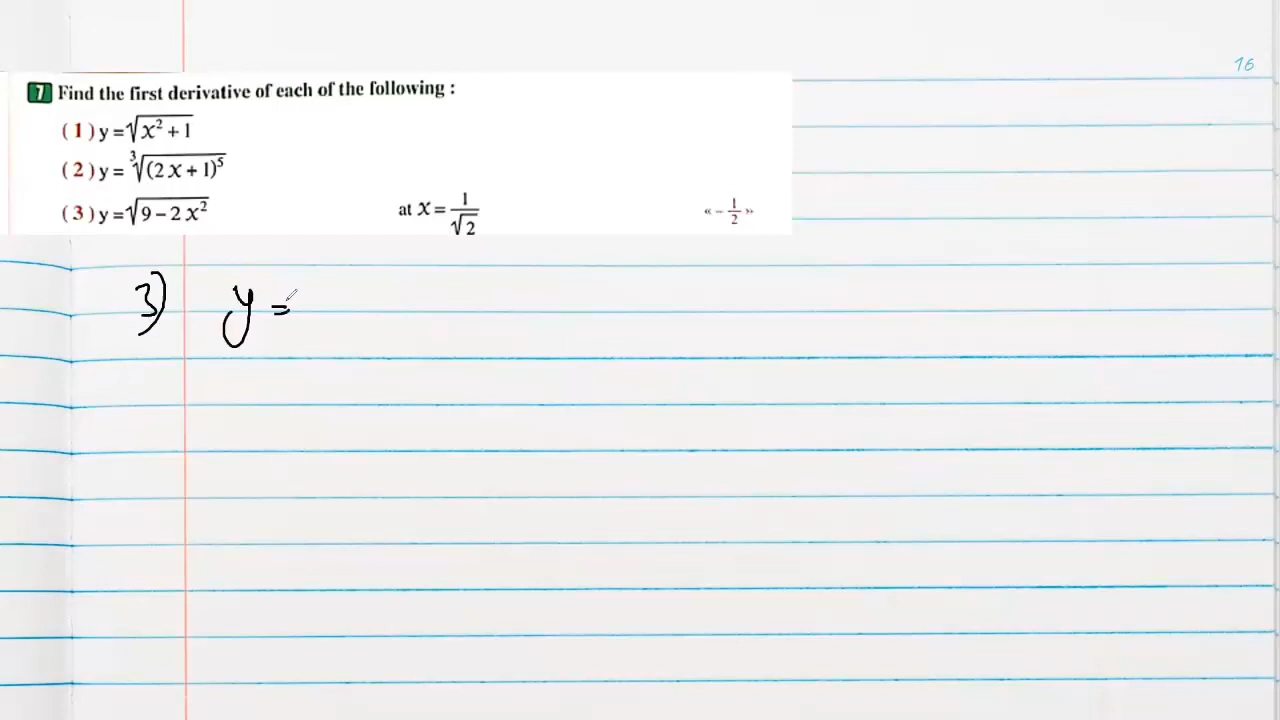 16
7 Find the first derivative of each of the following :
(1) y = √(x² + 1)
(2) y = ∛((2x + 1)⁵)
(3) y = √(9 − 2x²) at x = 1/√2 « − 1/2 »
3) y =